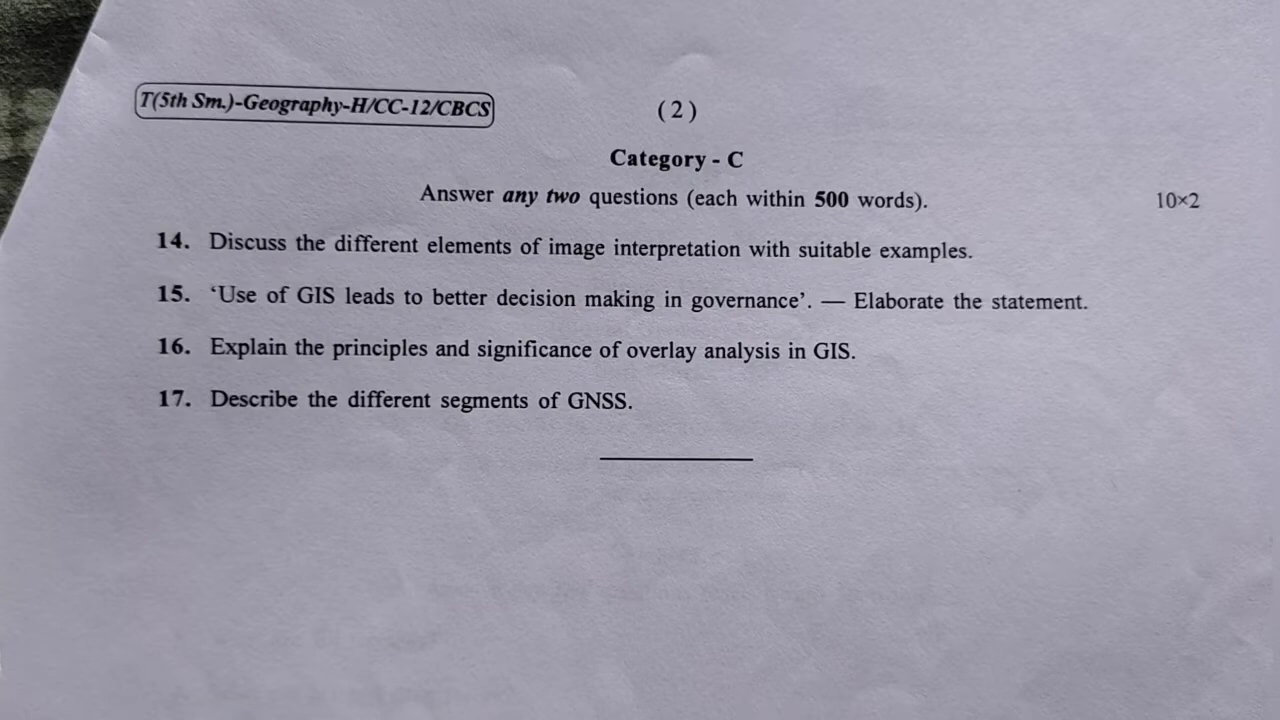 T(5th Sm.)-Geography-H/CC-12/CBCS (2)
Category - C
Answer any two questions (each within 500 words). 10×2
14. Discuss the different elements of image interpretation with suitable examples.
15. ‘Use of GIS leads to better decision making in governance’. — Elaborate the statement.
16. Explain the principles and significance of overlay analysis in GIS.
17. Describe the different segments of GNSS.